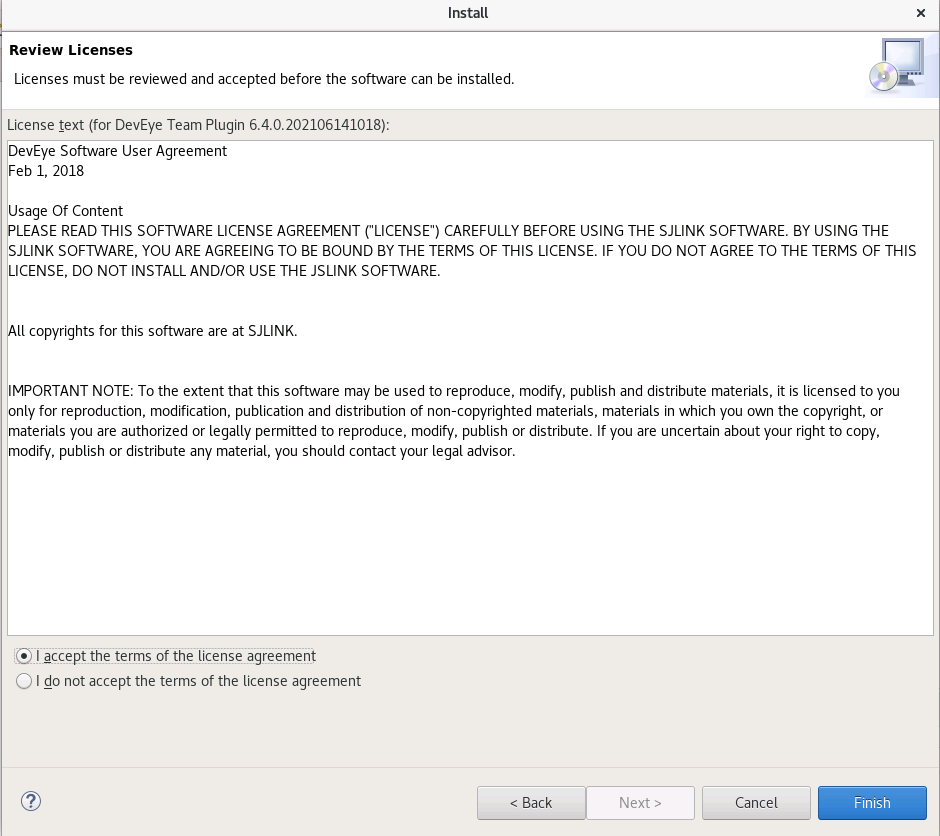 Install
×
Review Licenses
Licenses must be reviewed and accepted before the software can be installed.
License text (for DevEye Team Plugin 6.4.0.202106141018):
DevEye Software User Agreement
Feb 1, 2018
Usage Of Content
PLEASE READ THIS SOFTWARE LICENSE AGREEMENT ("LICENSE") CAREFULLY BEFORE USING THE SJLINK SOFTWARE. BY USING THE
SJLINK SOFTWARE, YOU ARE AGREEING TO BE BOUND BY THE TERMS OF THIS LICENSE. IF YOU DO NOT AGREE TO THE TERMS OF THIS
LICENSE, DO NOT INSTALL AND/OR USE THE JSLINK SOFTWARE.
All copyrights for this software are at SJLINK.
IMPORTANT NOTE: To the extent that this software may be used to reproduce, modify, publish and distribute materials, it is licensed to you
only for reproduction, modification, publication and distribution of non-copyrighted materials, materials in which you own the copyright, or
materials you are authorized or legally permitted to reproduce, modify, publish or distribute. If you are uncertain about your right to copy,
modify, publish or distribute any material, you should contact your legal advisor.
I accept the terms of the license agreement
I do not accept the terms of the license agreement
?
< Back
Next >
Cancel
Finish